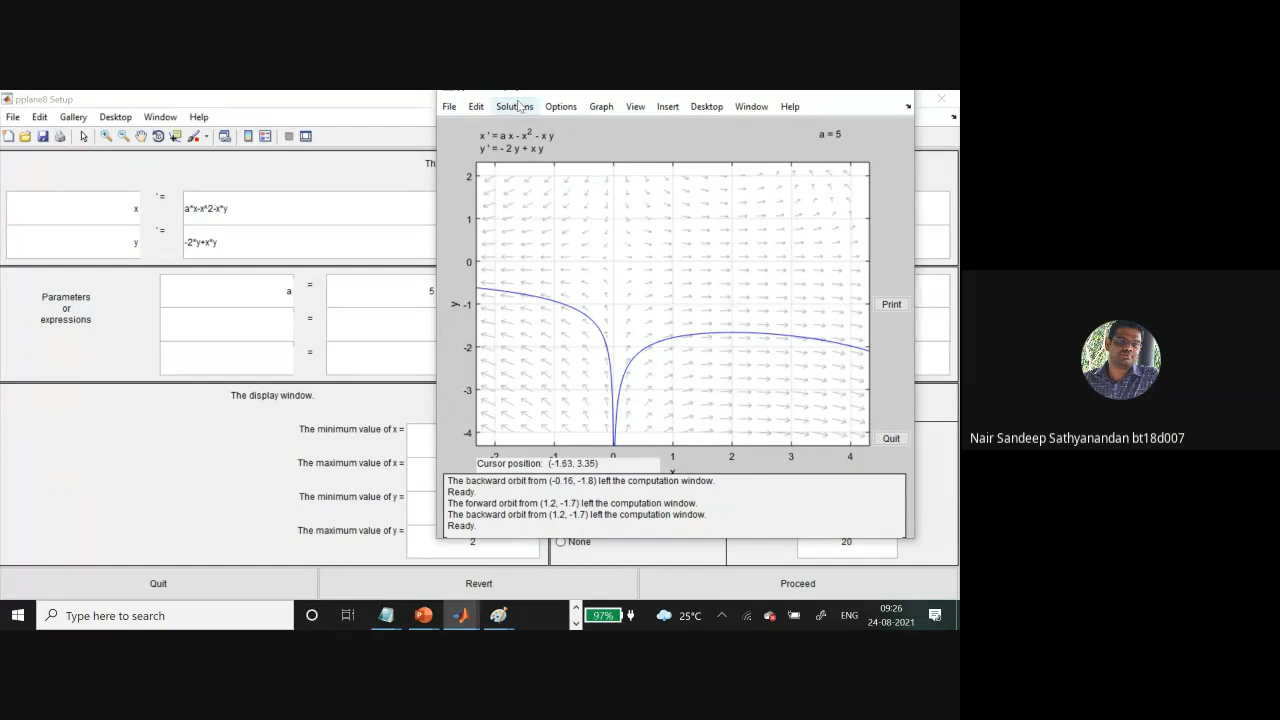 pplane8 Setup
File Edit Gallery Desktop Window Help
File Edit Solutions Options Graph View Insert Desktop Window Help
x ' = a x - x2 - x y
y ' = - 2 y + x y
a = 5
Th
x ' = a*x-x^2-x*y
y ' = -2*y+x*y
Parameters
or
expressions
a = 5
=
=
2
1
0
-1
-2
-3
-4
y
-2 -1 0 1 2 3 4
x
Print
Quit
Cursor position: (-1.63, 3.35)
The backward orbit from (-0.16, -1.8) left the computation window.
Ready.
The forward orbit from (1.2, -1.7) left the computation window.
The backward orbit from (1.2, -1.7) left the computation window.
Ready.
The display window.
The minimum value of x =
The maximum value of x =
The minimum value of y =
The maximum value of y =
2
None
20
Quit Revert Proceed
Type here to search
97%
25°C
ENG
09:26
24-08-2021
Nair Sandeep Sathyanandan bt18d007